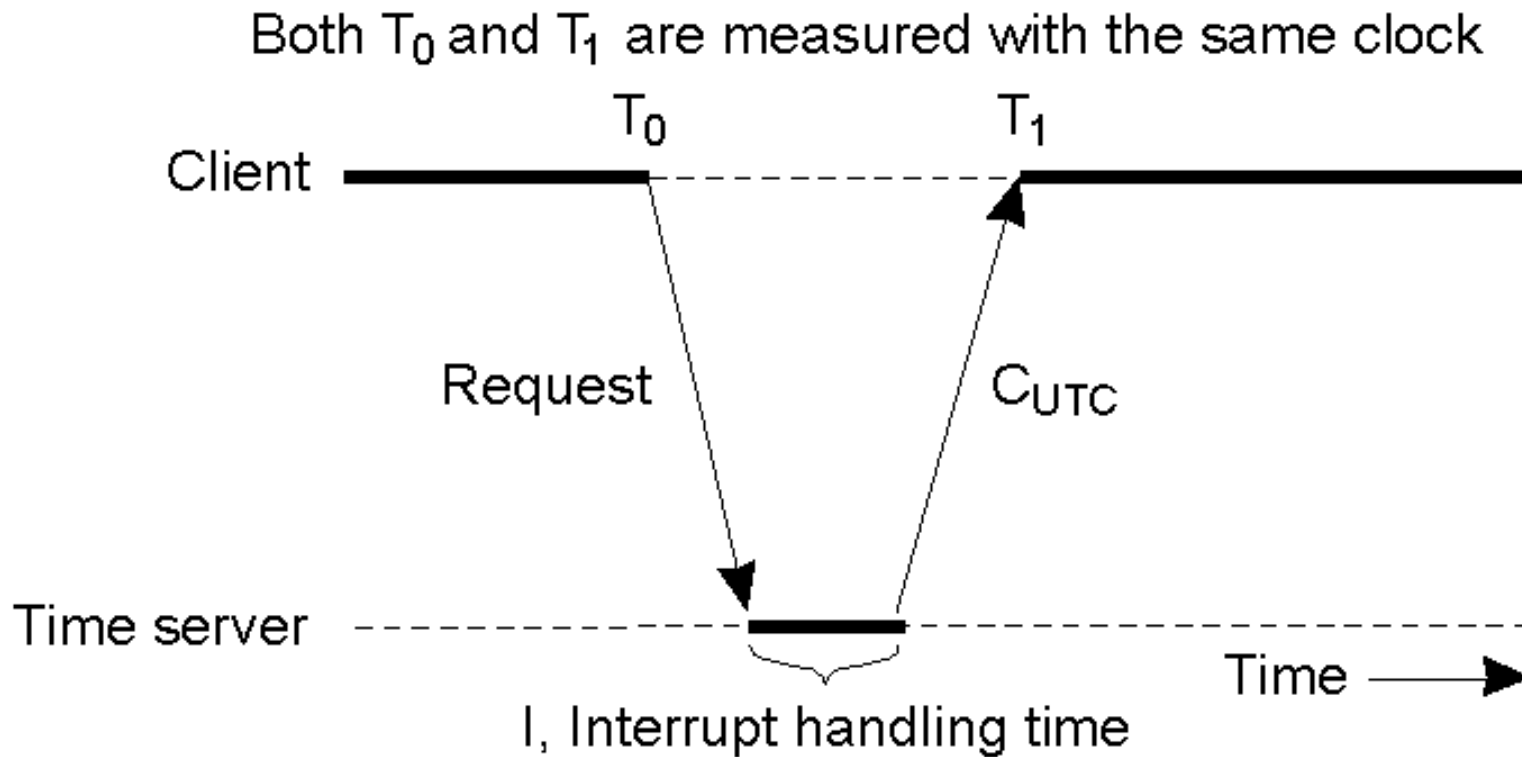 Both T₀ and T₁ are measured with the same clock
T₀
T₁
Client
Request
C_UTC
Time server
Time
I, Interrupt handling time